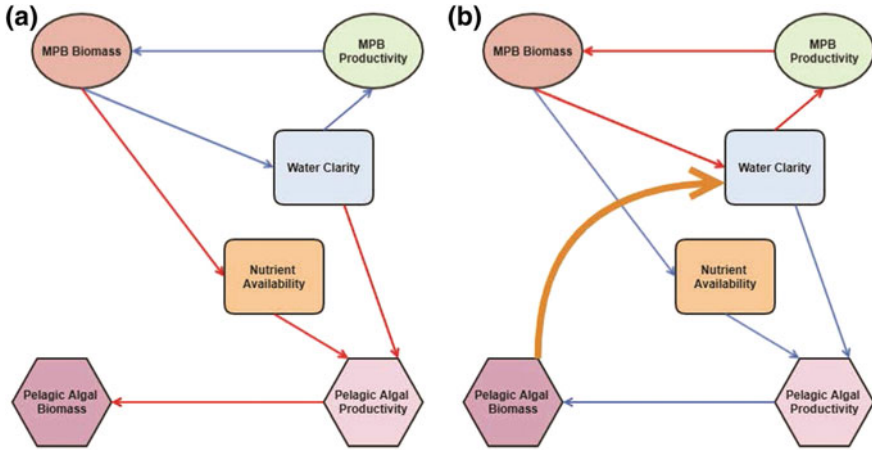 (a)
MPB Biomass
MPB
Productivity
Water Clarity
Nutrient
Availability
Pelagic Algal
Biomass
Pelagic Algal
Productivity
(b)
MPB Biomass
MPB
Productivity
Water Clarity
Nutrient
Availability
Pelagic Algal
Biomass
Pelagic Algal
Productivity